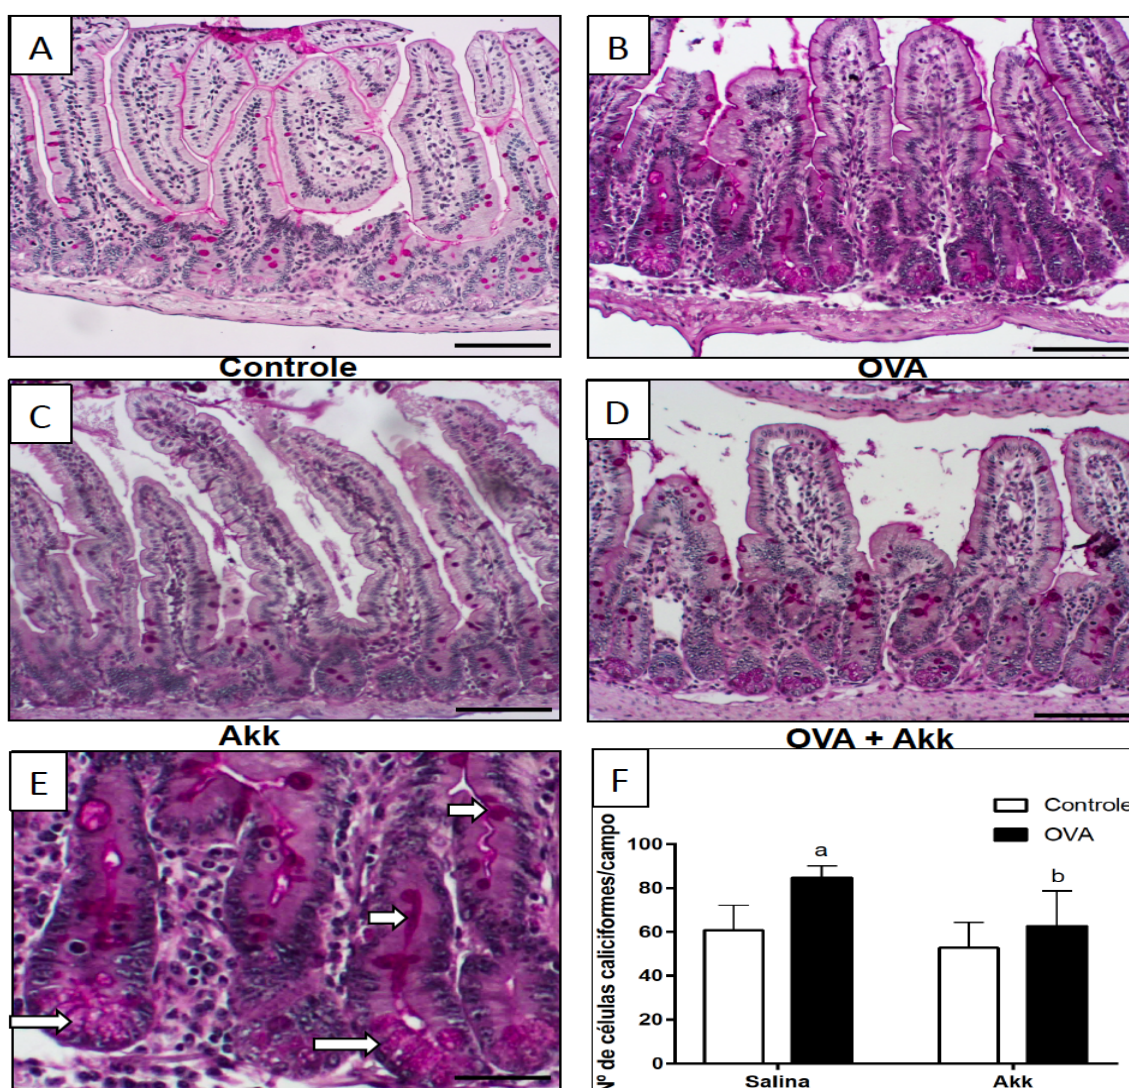 A
B
Controle
OVA
C
D
Akk
OVA + Akk
E
F
Controle
OVA
Nº de células caliciformes/campo
100
80
60
40
20
0
a
b
Salina
Akk